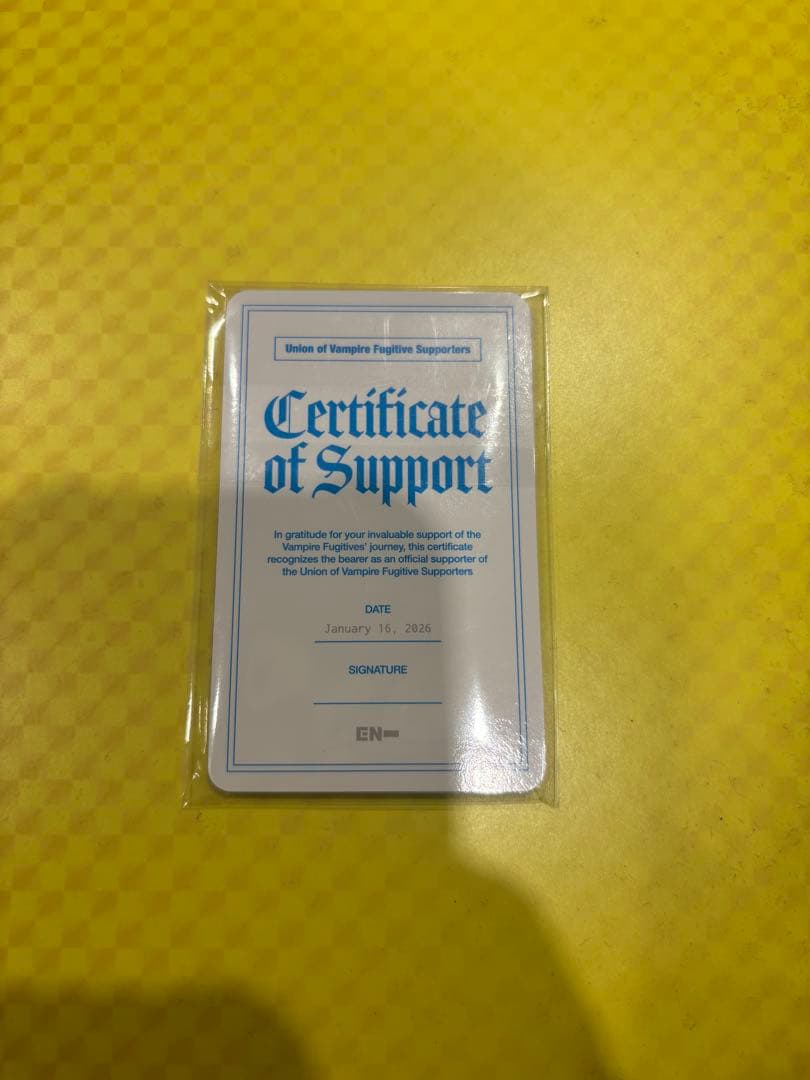 Union of Vampire Fugitive Supporters
Certificate
of Support
In gratitude for your invaluable support of the
Vampire Fugitives' journey, this certificate
recognizes the bearer as an official supporter of
the Union of Vampire Fugitive Supporters
DATE
January 16, 2026
SIGNATURE
EN-